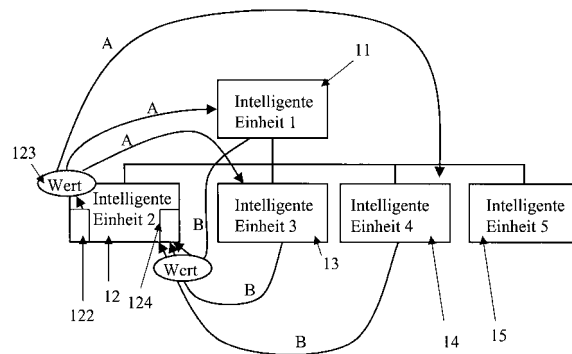 A
11
Intelligente
Einheit 1
A
A
123
Wert
Intelligente
Einheit 2
Intelligente
Einheit 3
Intelligente
Einheit 4
Intelligente
Einheit 5
B
Wert
13
122
12
124
B
14
15
B